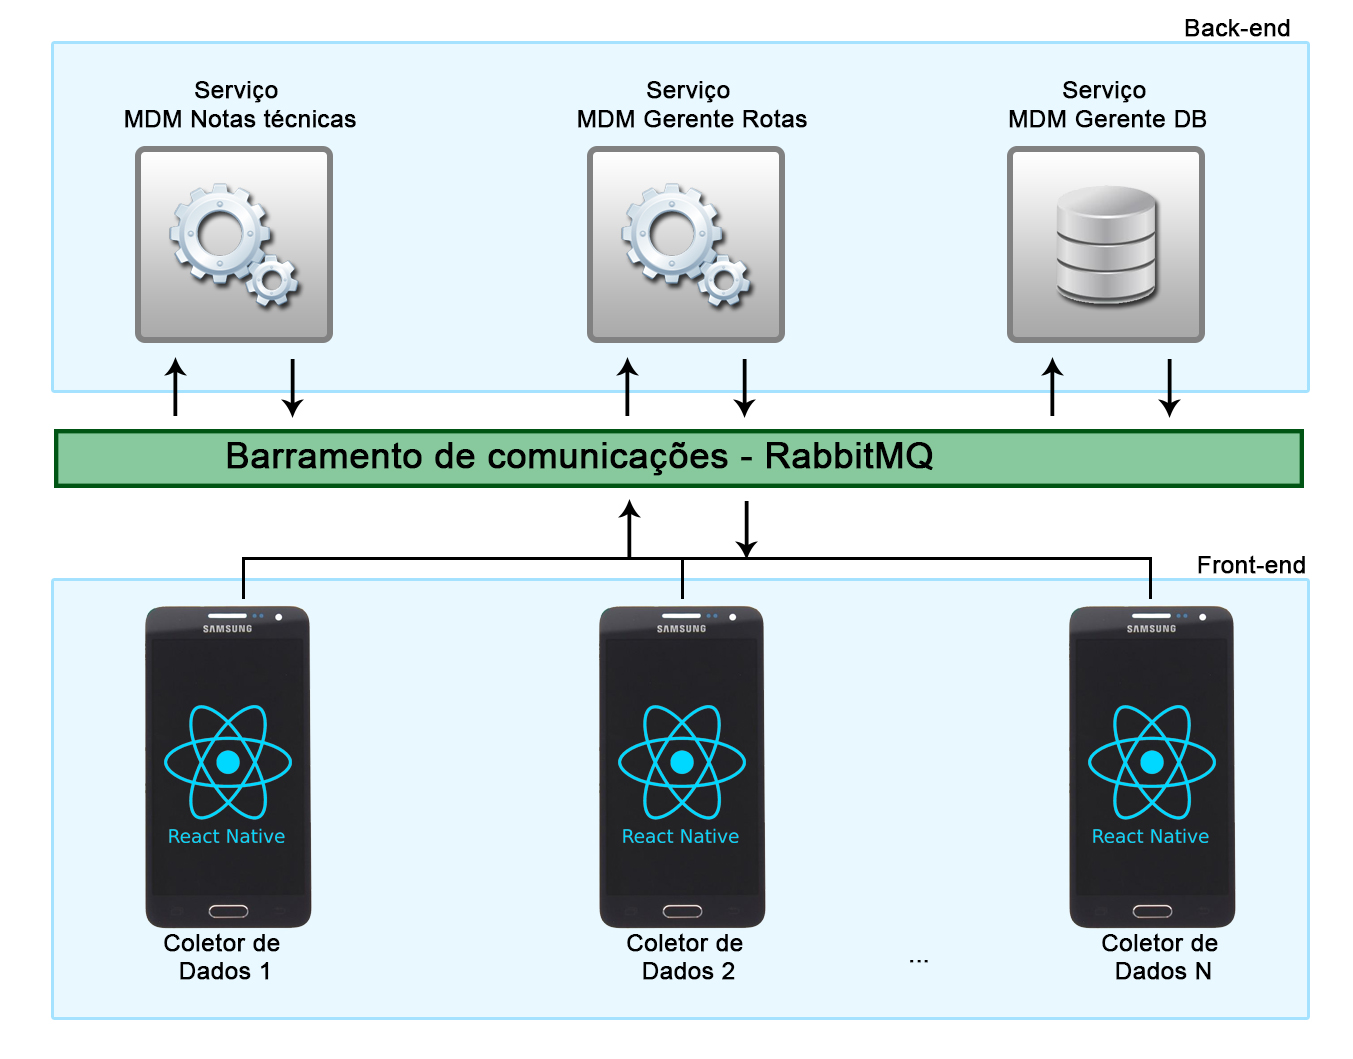 Back-end
Serviço
MDM Notas técnicas
Serviço
MDM Gerente Rotas
Serviço
MDM Gerente DB
Barramento de comunicações - RabbitMQ
Front-end
SAMSUNG
React Native
Coletor de
Dados 1
SAMSUNG
React Native
Coletor de
Dados 2
...
SAMSUNG
React Native
Coletor de
Dados N